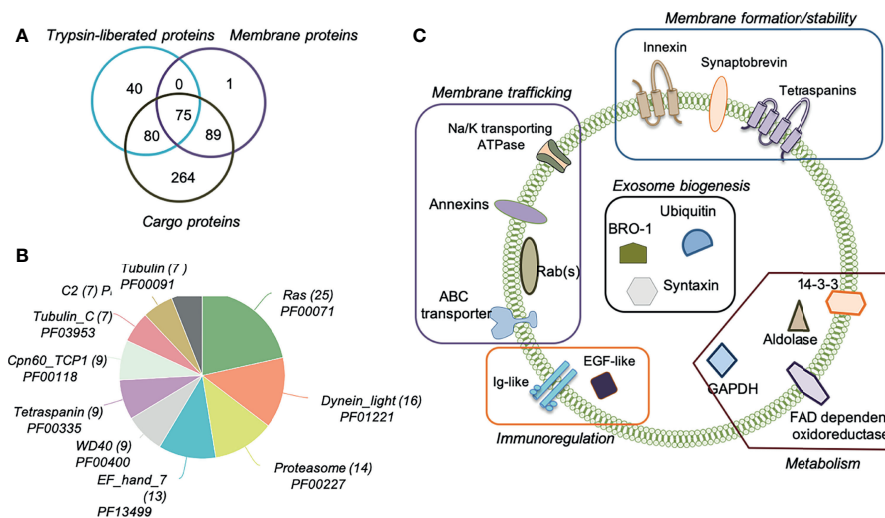 A
Trypsin-liberated proteins
Membrane proteins
40
0
1
75
80
89
264
Cargo proteins
B
Tubulin (7 )
PF00091
C2 (7) P
Tubulin_C (7)
PF03953
Cpn60_TCP1 (9)
PF00118
Tetraspanin (9)
PF00335
WD40 (9)
PF00400
EF_hand_7
(13)
PF13499
Ras (25)
PF00071
Dynein_light (16)
PF01221
Proteasome (14)
PF00227
C
Membrane formation/stability
Innexin
Synaptobrevin
Tetraspanins
Membrane trafficking
Na/K transporting
ATPase
Annexins
Rab(s)
ABC
transporter
Exosome biogenesis
Ubiquitin
BRO-1
Syntaxin
14-3-3
Aldolase
GAPDH
FAD dependent
oxidoreductase
Metabolism
Ig-like
EGF-like
Immunoregulation